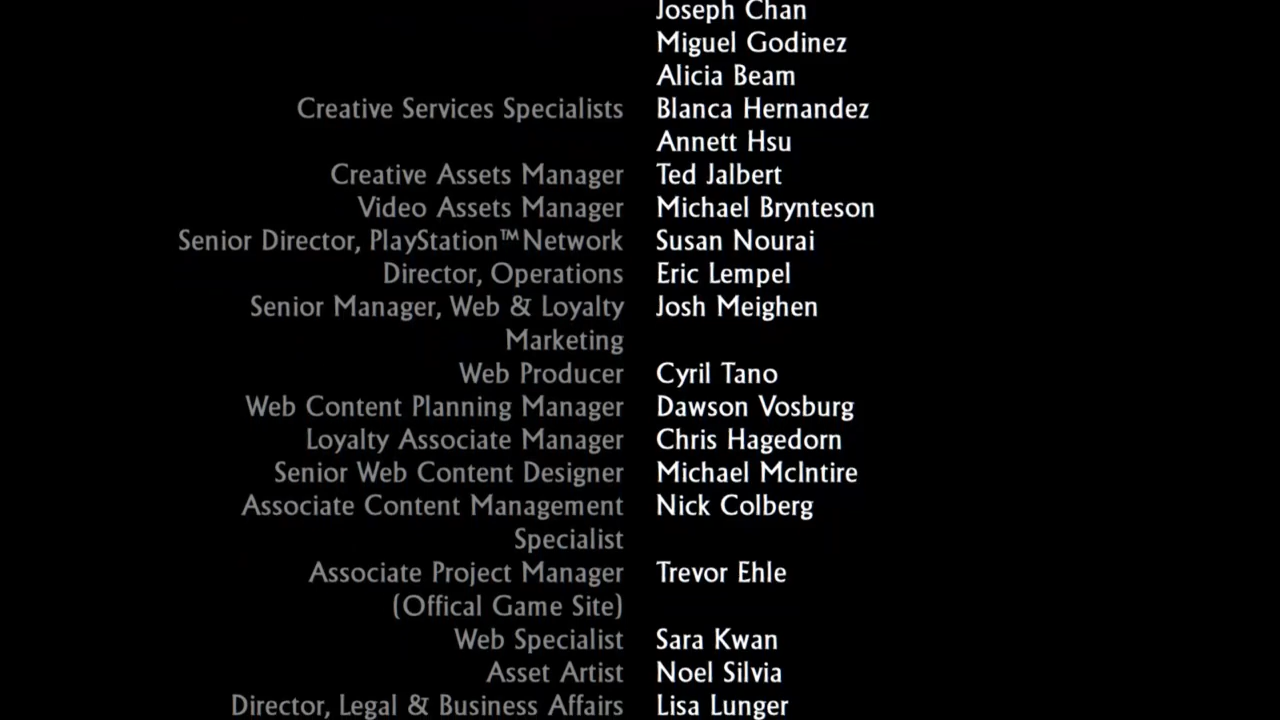 Joseph Chan
Miguel Godinez
Alicia Beam
Creative Services Specialists Blanca Hernandez
Annett Hsu
Creative Assets Manager Ted Jalbert
Video Assets Manager Michael Brynteson
Senior Director, PlayStation™Network Susan Nourai
Director, Operations Eric Lempel
Senior Manager, Web & Loyalty Josh Meighen
Marketing
Web Producer Cyril Tano
Web Content Planning Manager Dawson Vosburg
Loyalty Associate Manager Chris Hagedorn
Senior Web Content Designer Michael McIntire
Associate Content Management Nick Colberg
Specialist
Associate Project Manager Trevor Ehle
(Offical Game Site)
Web Specialist Sara Kwan
Asset Artist Noel Silvia
Director, Legal & Business Affairs Lisa Lunger